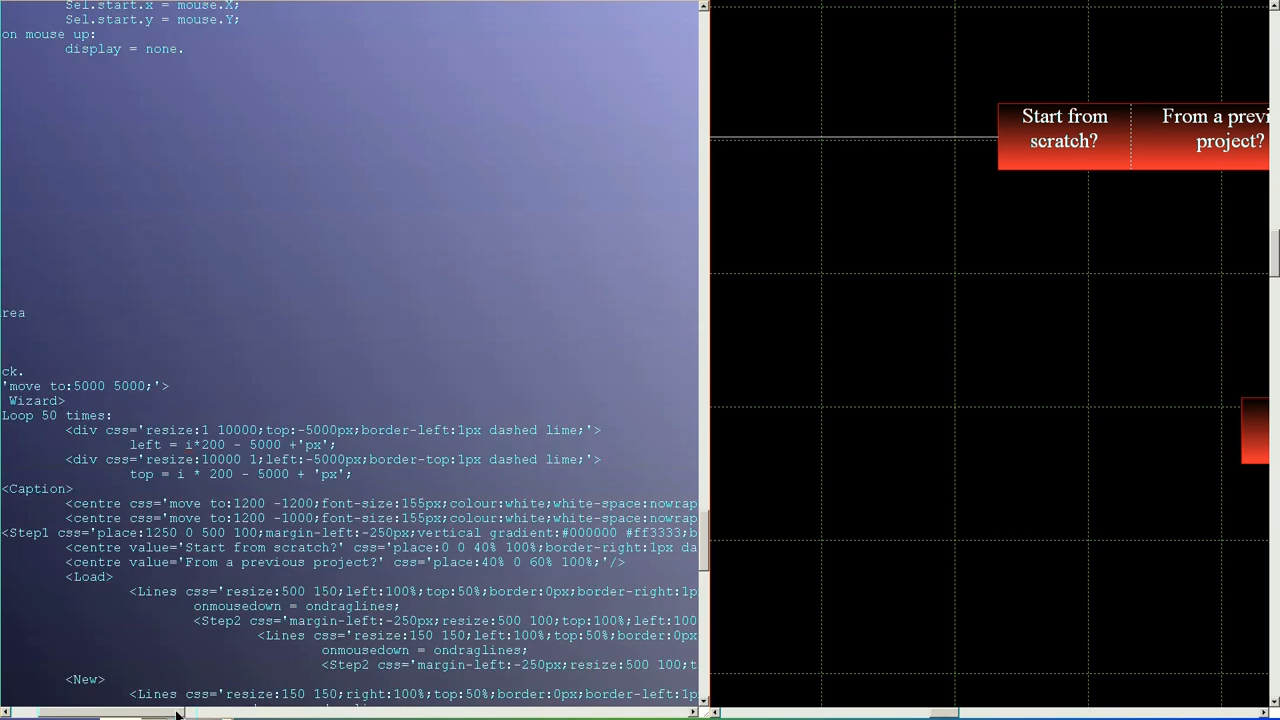 Sel.start.x = mouse.X;
Sel.start.y = mouse.Y;
on mouse up:
display = none.
rea
ck.
'move to:5000 5000;'>
Wizard>
Loop 50 times:
<div css='resize:1 10000;top:-5000px;border-left:1px dashed lime;'>
left = i*200 - 5000 +'px';
<div css='resize:10000 1;left:-5000px;border-top:1px dashed lime;'>
top = i * 200 - 5000 + 'px';
<Caption>
<centr css='move to:1200 -1200;font-size:155px;colour:white;white-space:nowrap
<centr css='move to:1200 -1000;font-size:155px;colour:white;white-space:nowrap
<Step1 css='place:1250 0 500 100;margin-left:-250px;vertical gradient:#000000 #ff3333;b
<centre value='Start from scratch?' css='place:0 0 40% 100%;border-right:1px da
<centre value='From a previous project?' css='place:40% 0 60% 100%;'/>
<Load>
<Lines css='resize:500 150;left:100%;top:50%;border:0px;border-right:1p
onmousedown = ondraglines;
<Step2 css='margin-left:-250px;resize:500 100;top:100%;left:100
<Lines css='resize:150 150;left:100%;top:50%;border:0px
onmousedown = ondraglines;
<Step2 css='margin-left:-250px;resize:500 100;t
<New>
<Lines css='resize:150 150;right:100%;top:50%;border:0px;border-left:1p
Start from
scratch?
From a previ
project?